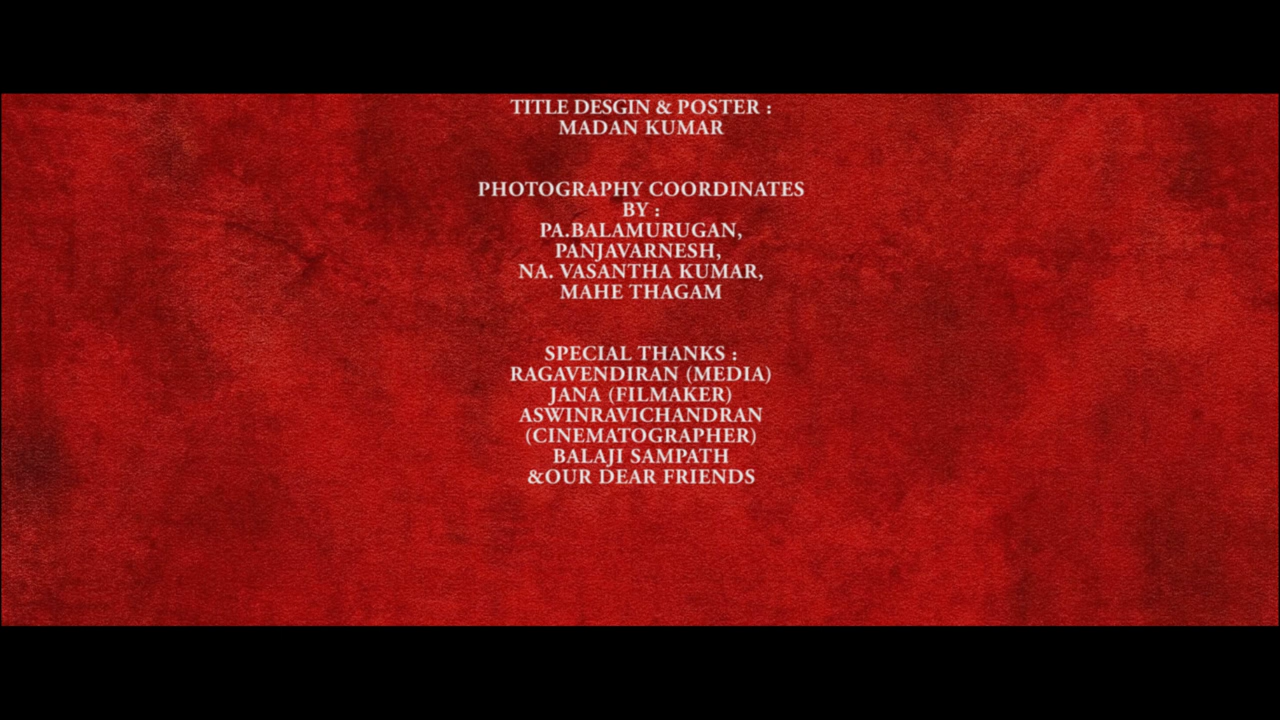 TITLE DESGIN & POSTER :
MADAN KUMAR
PHOTOGRAPHY COORDINATES
BY :
PA.BALAMURUGAN,
PANJAVARNESH,
NA. VASANTHA KUMAR,
MAHE THAGAM
SPECIAL THANKS :
RAGAVENDIRAN (MEDIA)
JANA (FILMAKER)
ASWINRAVICHANDRAN
(CINEMATOGRAPHER)
BALAJI SAMPATH
&OUR DEAR FRIENDS